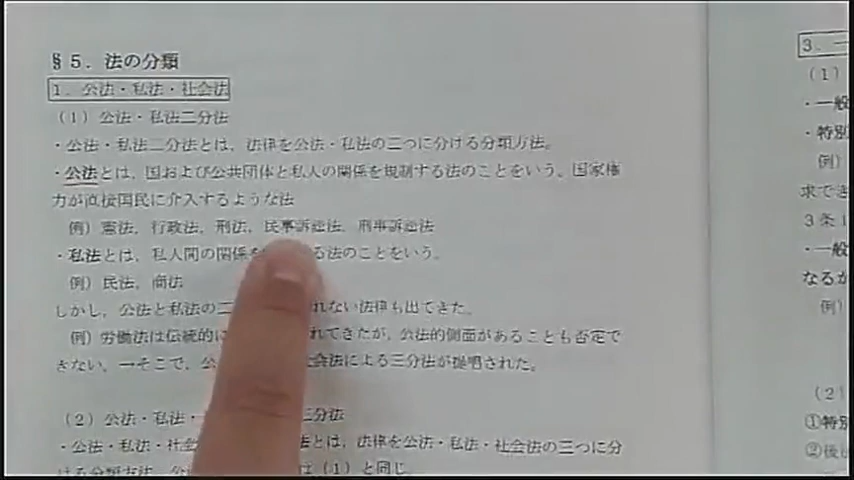 §5．法の分類
1．公法・私法・社会法
（1）公法・私法二分法
・公法・私法二分法とは、法律を公法・私法の二つに分ける分類方法。
・公法とは、国および公共団体と私人の関係を規制する法のことをいう。国家権
力が直接国民に介入するような法
例）憲法、行政法、刑法、民事訴訟法、刑事訴訟法
・私法とは、私人間の関係を る法のことをいう。
例）民法、商法
しかし、公法と私法の二 れない法律も出てきた。
例）労働法は伝統的に れてきたが、公法的側面があることも否定で
きない。→そこで、公 会法による三分法が提唱された。
（2）公法・私法・ 三分法
・公法・私法・社会 法とは、法律を公法・私法・社会法の三つに分
ける分類方法。公 は（1）と同じ。
3．一
（1）
・一般
・特別
例）
求でき
3条1
・一般
なるか
例）
（2）
①特別
②後法